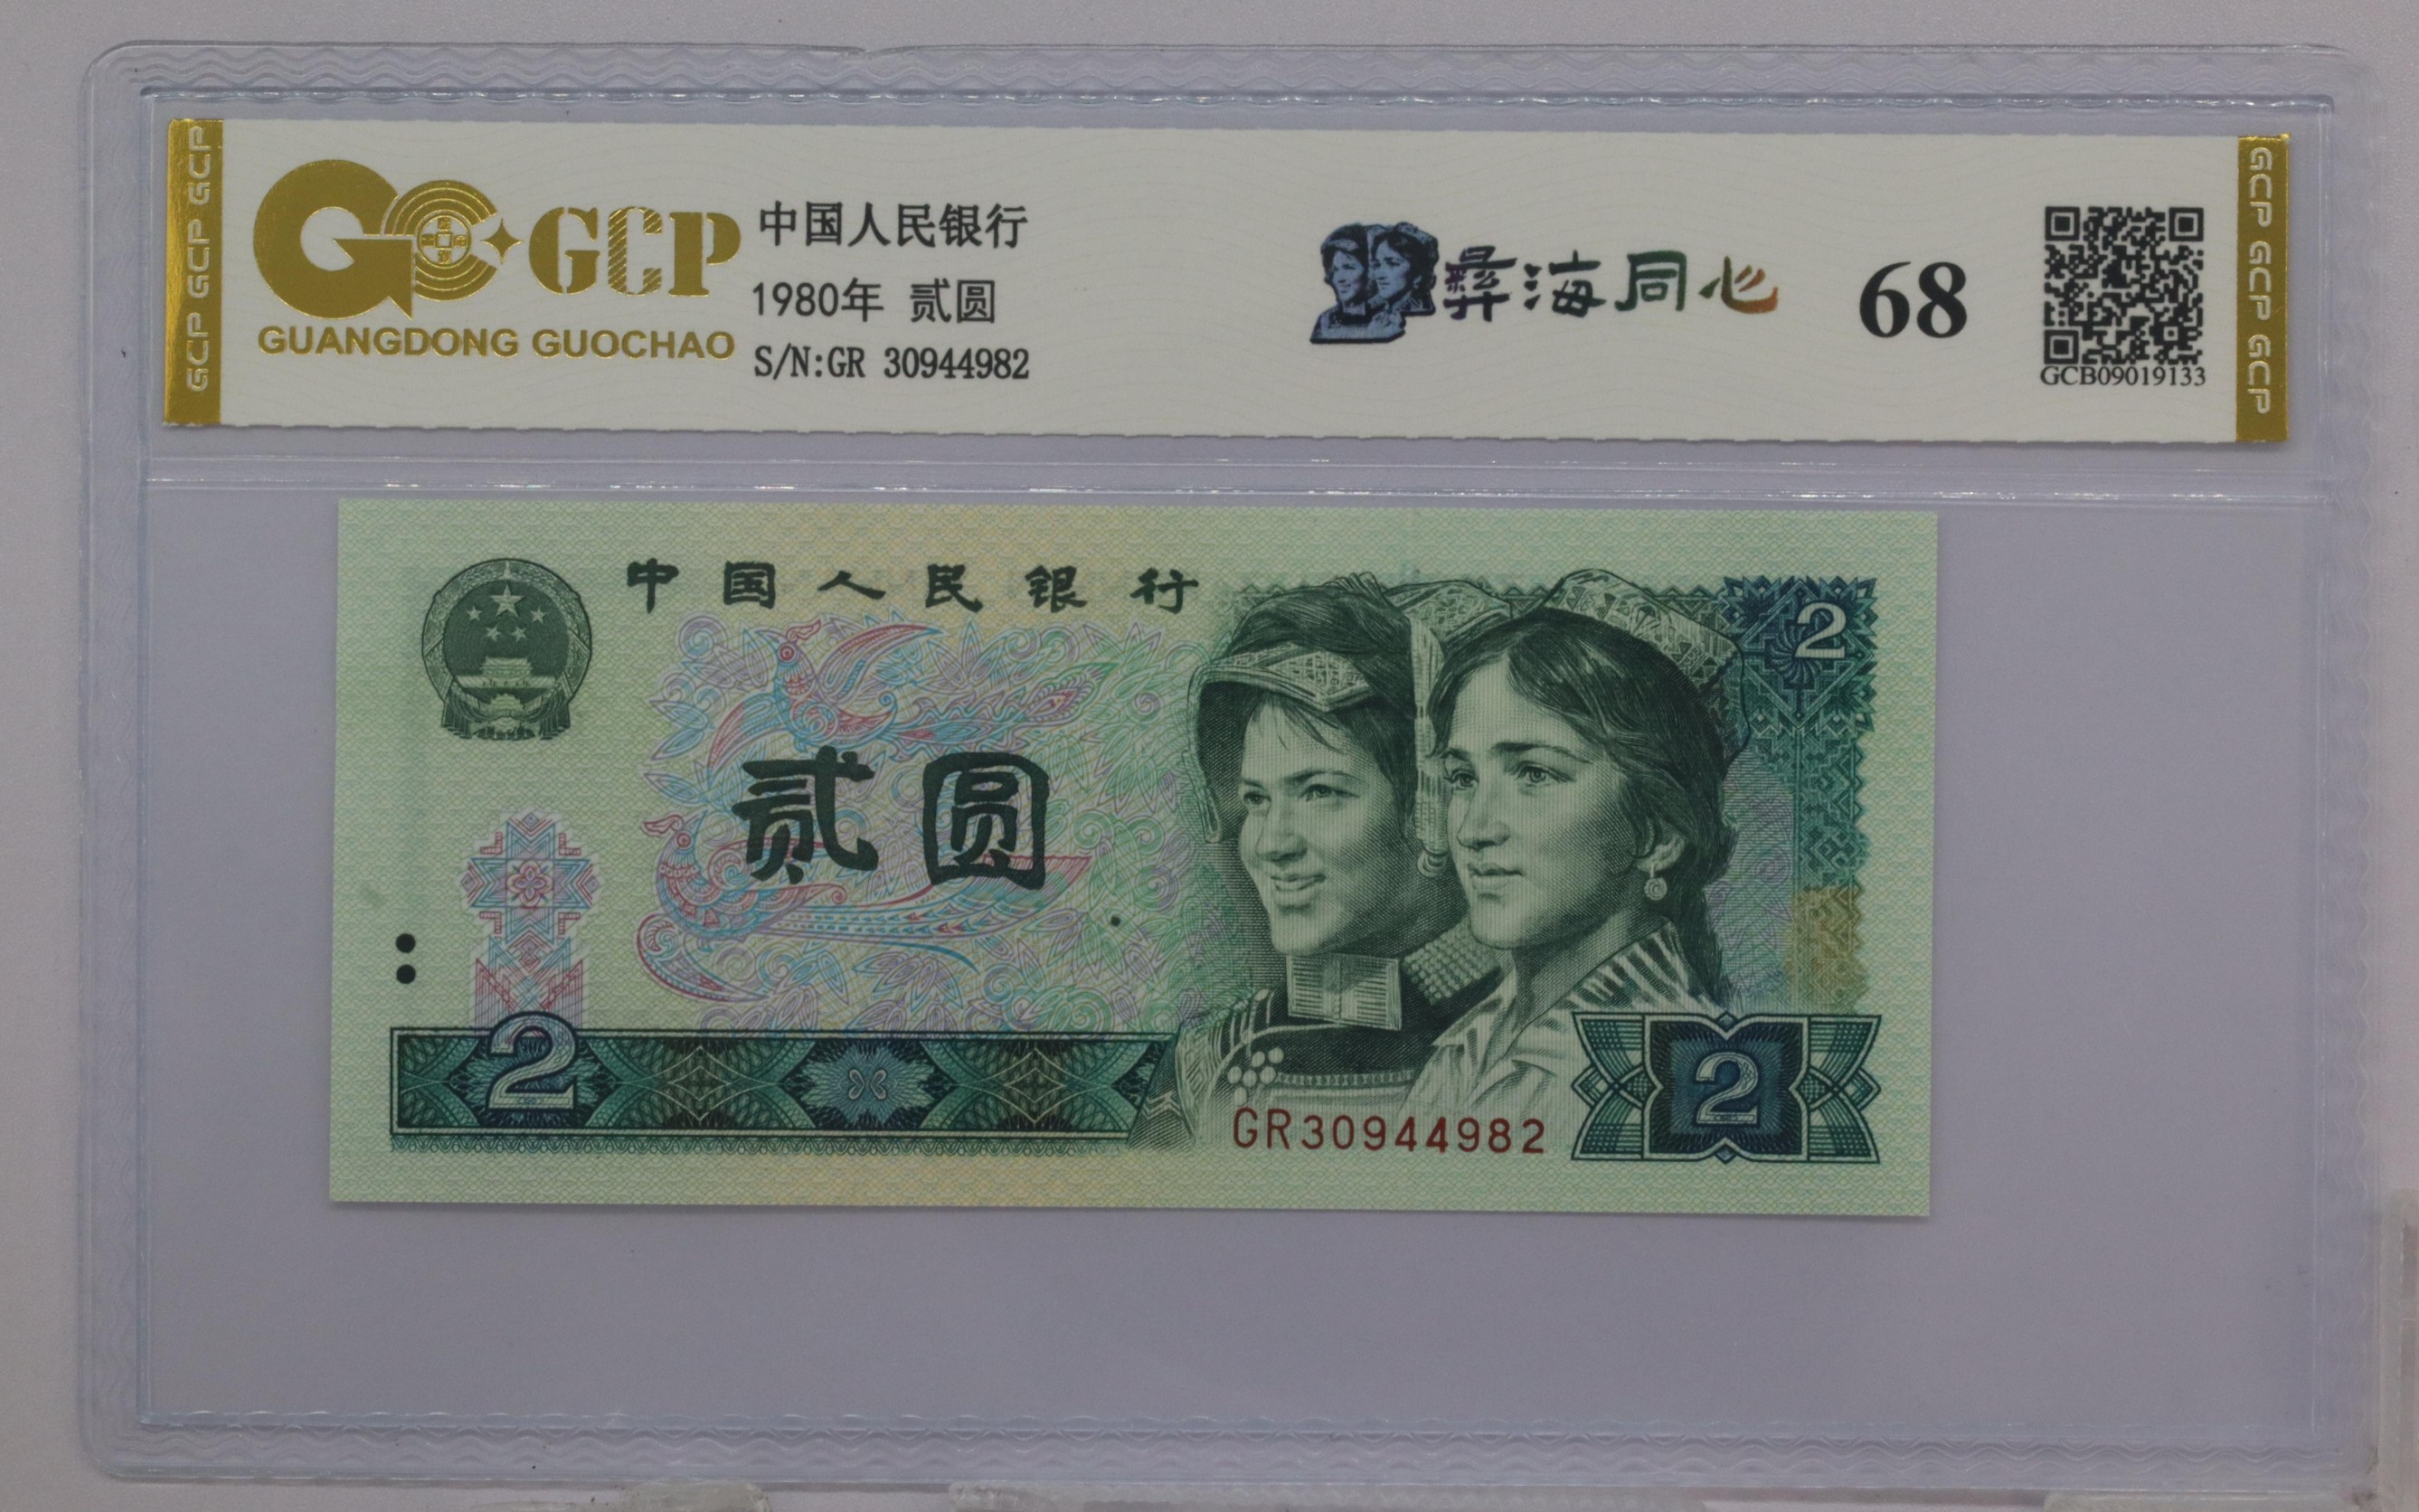 GCP GCP GCP
GCP
GUANGDONG GUOCHAO
中国人民银行
1980年 贰圆
S/N:GR 30944982
彝海同心
68
GCB09019133
GCP GCP GCP
中国人民银行
2
贰圆
2
GR30944982
2